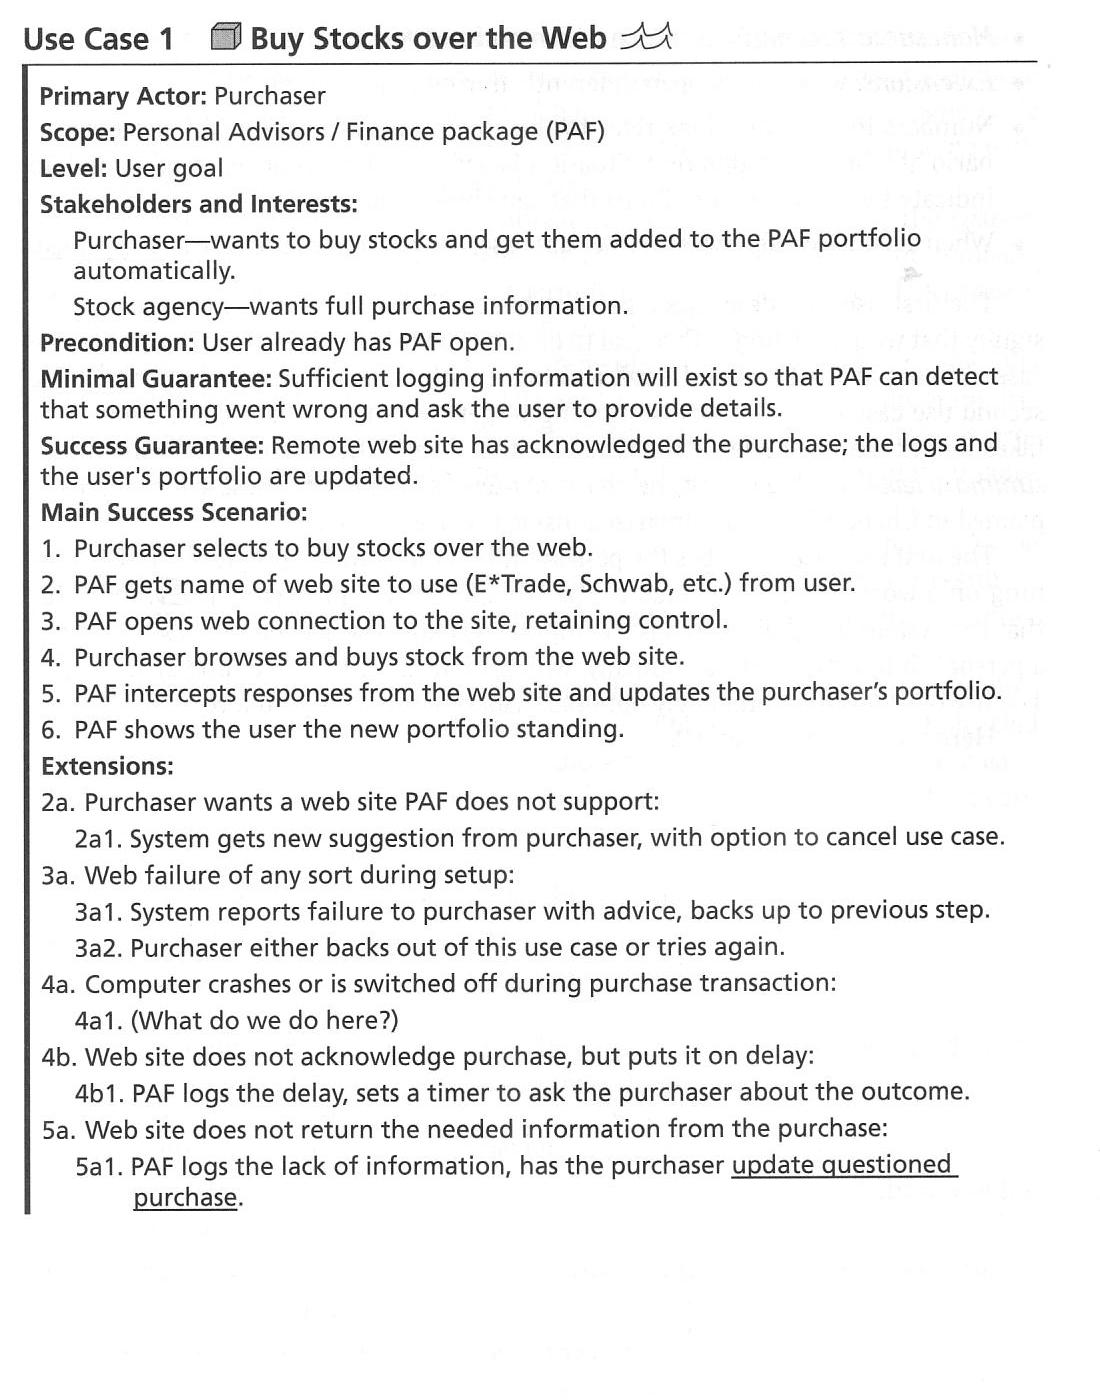 Use Case 1 Buy Stocks over the Web
Primary Actor: Purchaser
Scope: Personal Advisors / Finance package (PAF)
Level: User goal
Stakeholders and Interests:
Purchaser—wants to buy stocks and get them added to the PAF portfolio
automatically.
Stock agency—wants full purchase information.
Precondition: User already has PAF open.
Minimal Guarantee: Sufficient logging information will exist so that PAF can detect
that something went wrong and ask the user to provide details.
Success Guarantee: Remote web site has acknowledged the purchase; the logs and
the user's portfolio are updated.
Main Success Scenario:
1. Purchaser selects to buy stocks over the web.
2. PAF gets name of web site to use (E*Trade, Schwab, etc.) from user.
3. PAF opens web connection to the site, retaining control.
4. Purchaser browses and buys stock from the web site.
5. PAF intercepts responses from the web site and updates the purchaser’s portfolio.
6. PAF shows the user the new portfolio standing.
Extensions:
2a. Purchaser wants a web site PAF does not support:
2a1. System gets new suggestion from purchaser, with option to cancel use case.
3a. Web failure of any sort during setup:
3a1. System reports failure to purchaser with advice, backs up to previous step.
3a2. Purchaser either backs out of this use case or tries again.
4a. Computer crashes or is switched off during purchase transaction:
4a1. (What do we do here?)
4b. Web site does not acknowledge purchase, but puts it on delay:
4b1. PAF logs the delay, sets a timer to ask the purchaser about the outcome.
5a. Web site does not return the needed information from the purchase:
5a1. PAF logs the lack of information, has the purchaser update questioned
purchase.